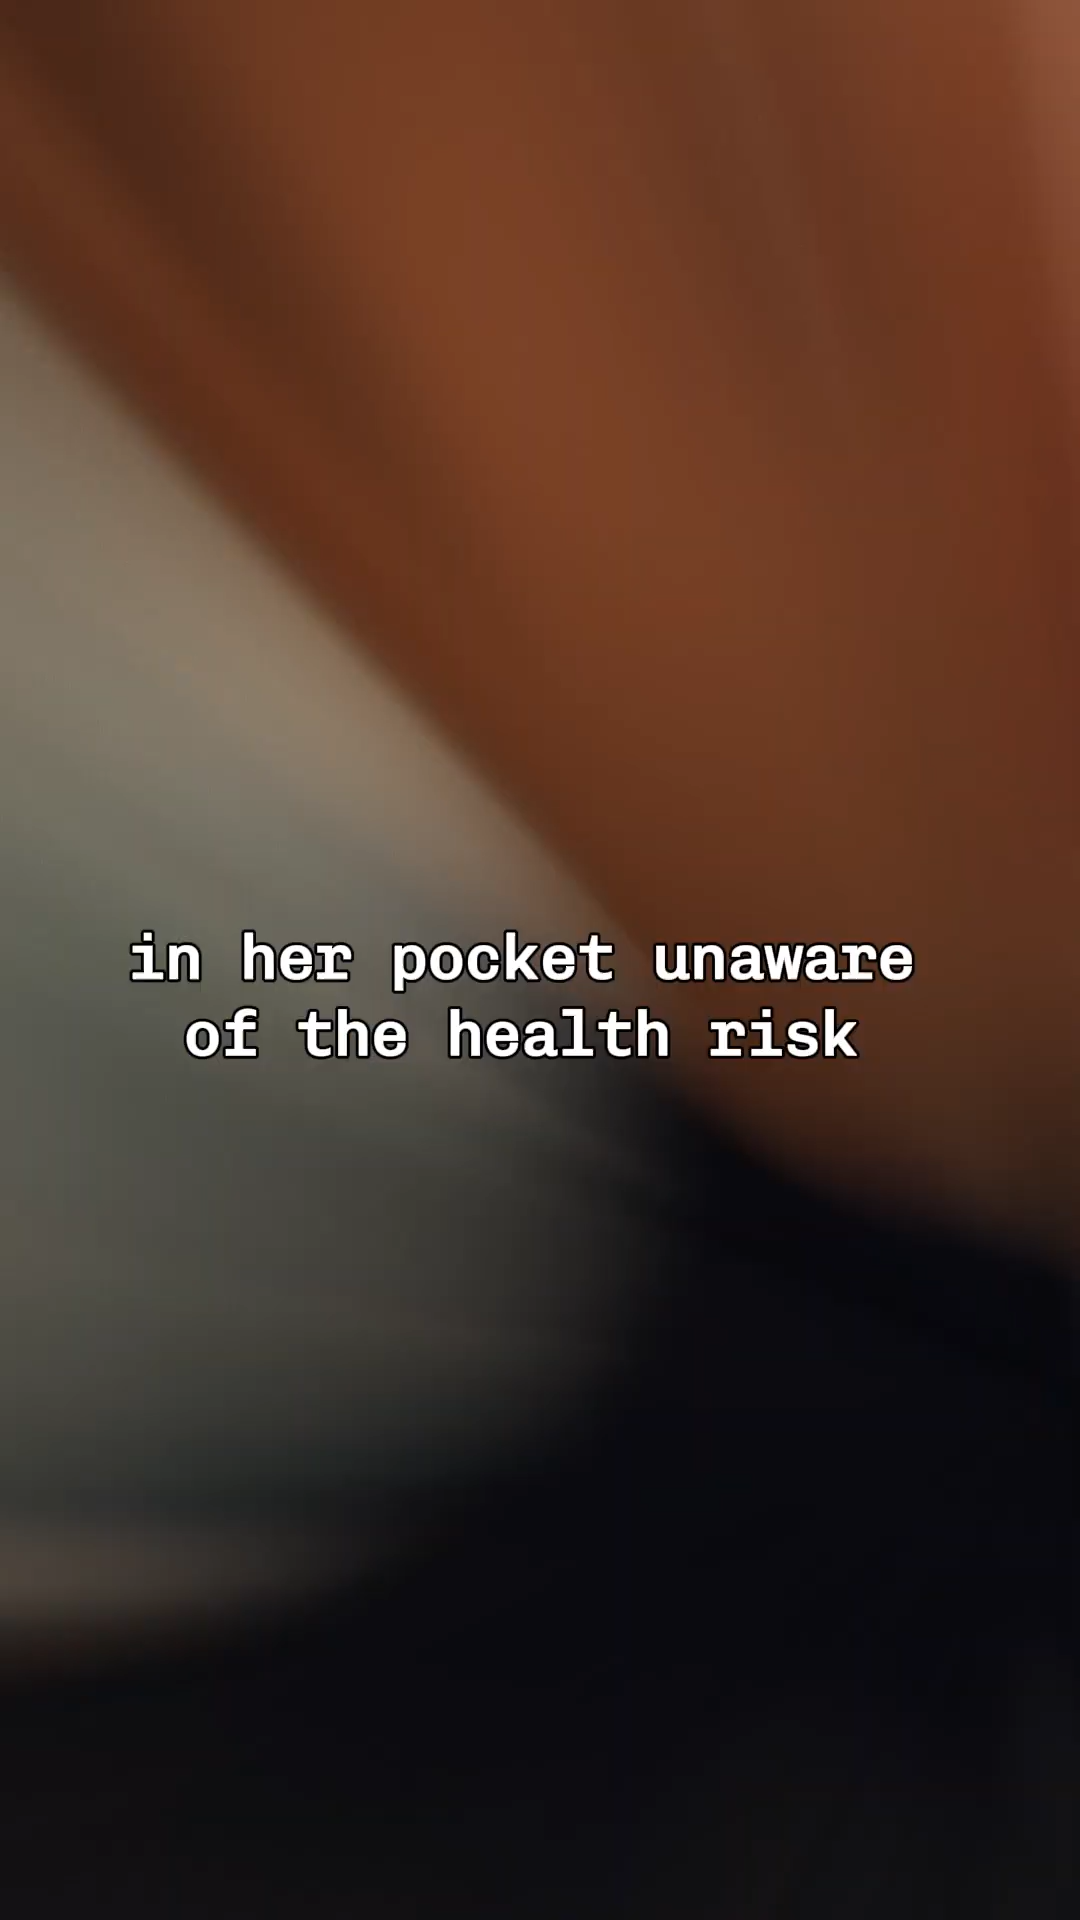 in her pocket unaware
of the health risk